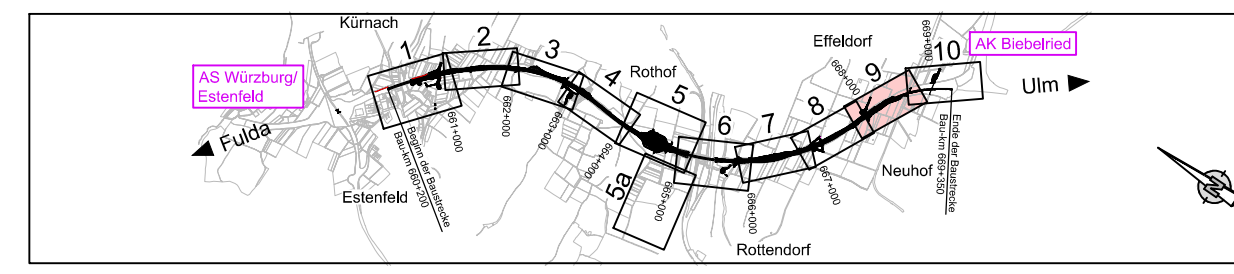 Kürnach
AS Würzburg/
Estenfeld
Fulda
Estenfeld
Beginn der Baustrecke
Bau-km 660+200
1
661+000
2
662+000
3
663+000
4
664+000
Rothof
5
5a
665+000
6
666+000
Rottendorf
7
8
667+000
Effeldorf
668+000
9
Neuhof
10
669+000
AK Biebelried
Ulm
Ende der Baustrecke
Bau-km 669+350
N